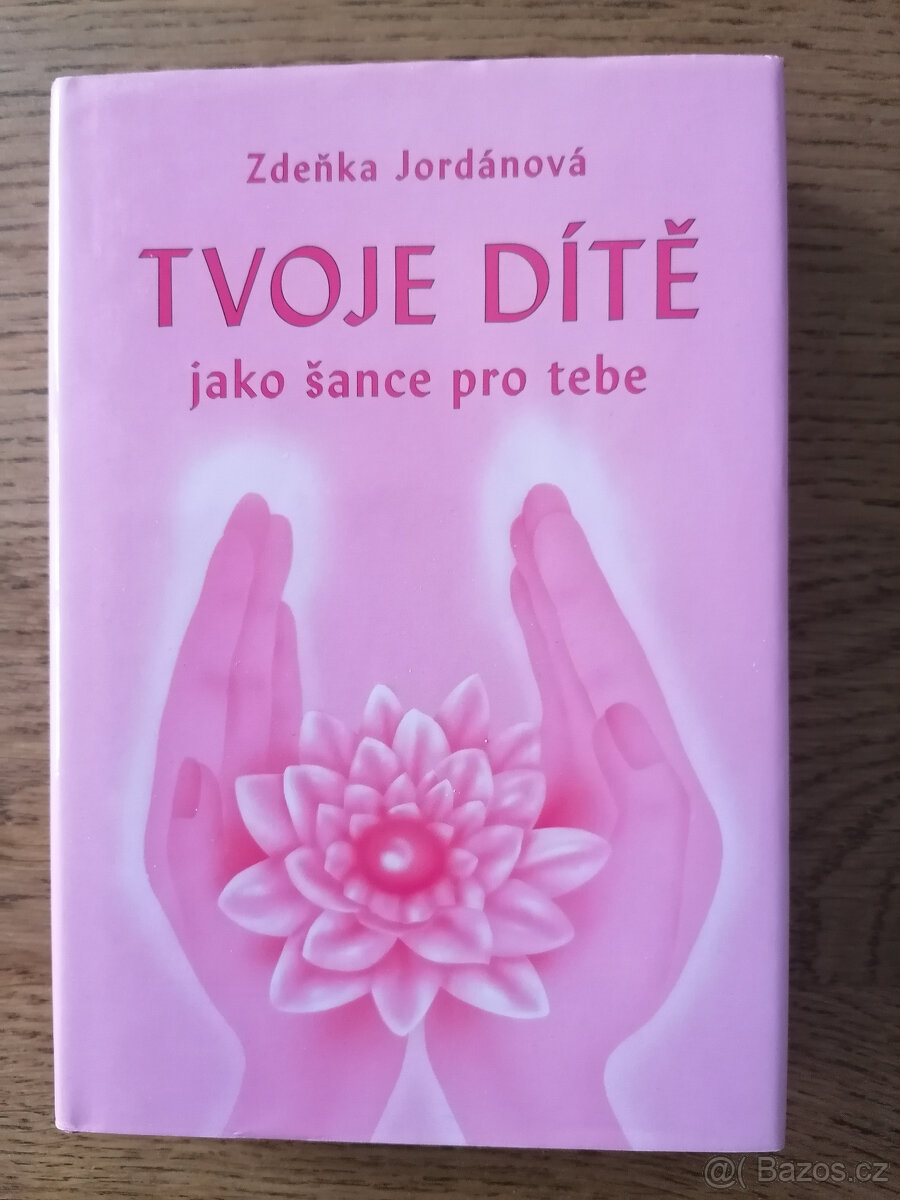 Zdeňka Jordánová
TVOJE DÍTĚ
jako šance pro tebe
@( Bazos.cz